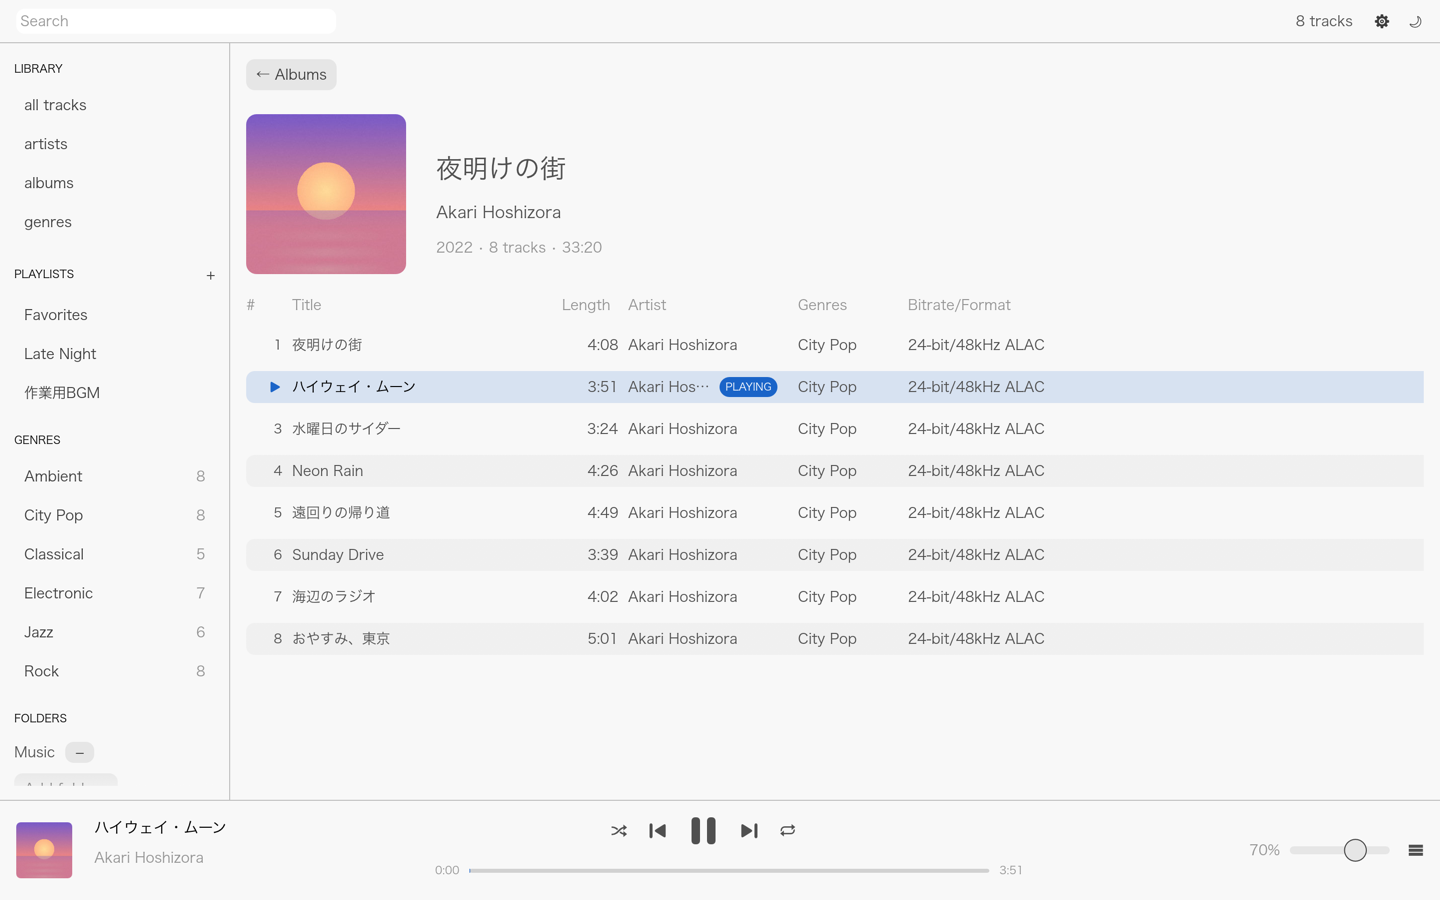 Search
8 tracks
LIBRARY
all tracks
artists
albums
genres
PLAYLISTS +
Favorites
Late Night
作業用BGM
GENRES
Ambient 8
City Pop 8
Classical 5
Electronic 7
Jazz 6
Rock 8
FOLDERS
Music –
← Albums
夜明けの街
Akari Hoshizora
2022 · 8 tracks · 33:20
# Title Length Artist Genres Bitrate/Format
1 夜明けの街 4:08 Akari Hoshizora City Pop 24-bit/48kHz ALAC
ハイウェイ・ムーン 3:51 Akari Hos… PLAYING City Pop 24-bit/48kHz ALAC
3 水曜日のサイダー 3:24 Akari Hoshizora City Pop 24-bit/48kHz ALAC
4 Neon Rain 4:26 Akari Hoshizora City Pop 24-bit/48kHz ALAC
5 遠回りの帰り道 4:49 Akari Hoshizora City Pop 24-bit/48kHz ALAC
6 Sunday Drive 3:39 Akari Hoshizora City Pop 24-bit/48kHz ALAC
7 海辺のラジオ 4:02 Akari Hoshizora City Pop 24-bit/48kHz ALAC
8 おやすみ、東京 5:01 Akari Hoshizora City Pop 24-bit/48kHz ALAC
ハイウェイ・ムーン
Akari Hoshizora
0:00 3:51
70%